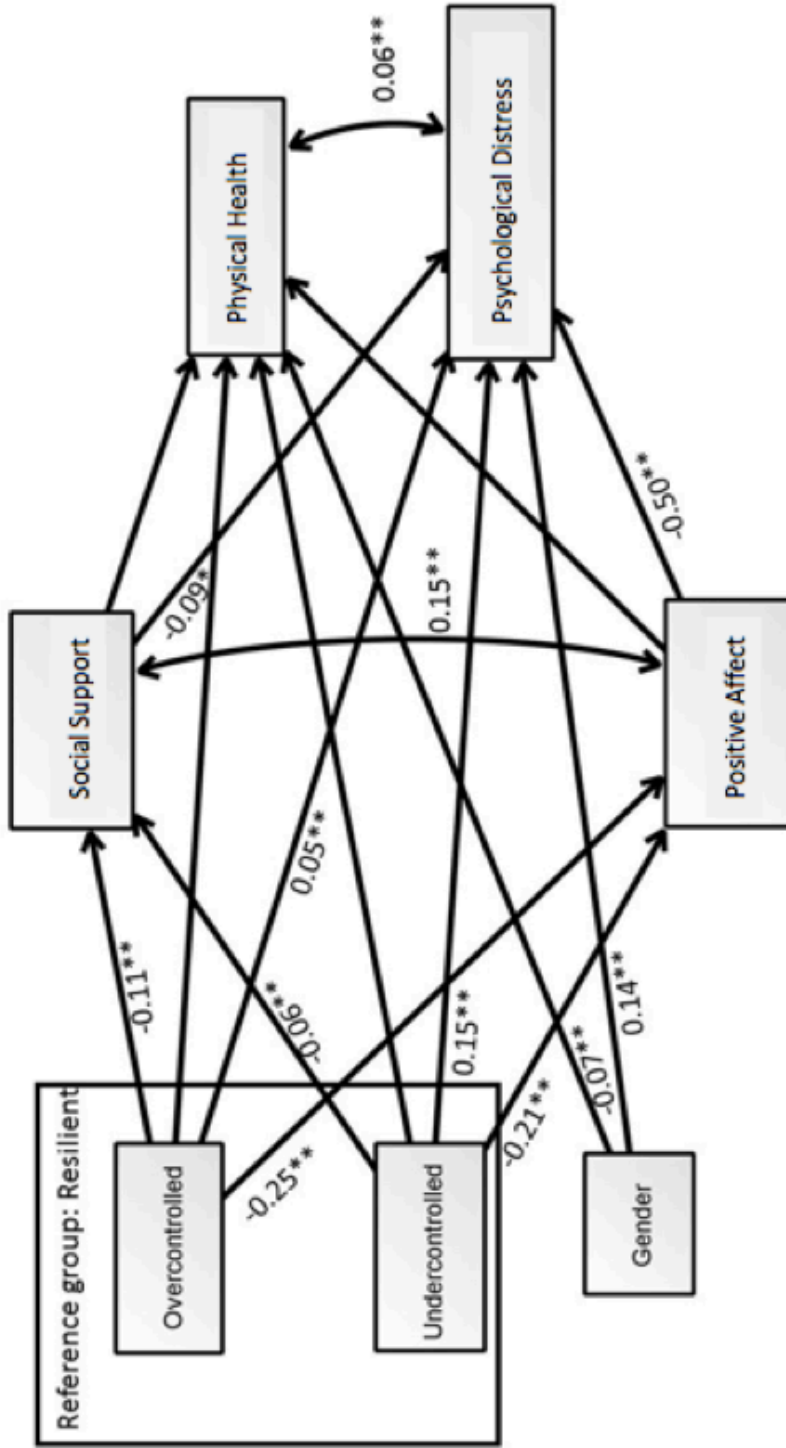 Reference group: Resilient
Overcontrolled
Undercontrolled
Gender
-0.11**
-0.06**
-0.25**
0.05**
0.15**
-0.21**
-0.07**
0.14**
Social Support
-0.09*
0.15**
Positive Affect
-0.50**
Physical Health
0.06**
Psychological Distress